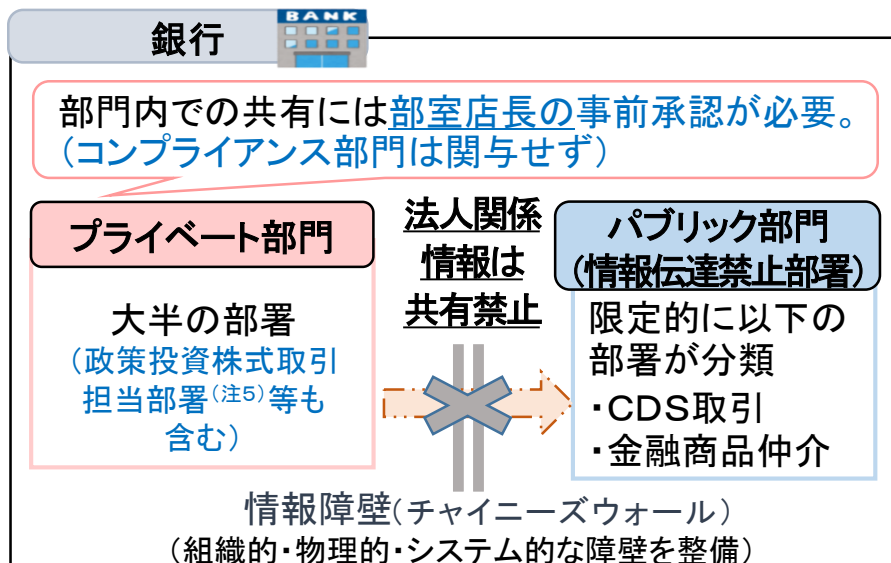 銀行
BANK
部門内での共有には部室店長の事前承認が必要。
（コンプライアンス部門は関与せず）
プライベート部門
大半の部署
（政策投資株式取引
担当部署（注5）等も
含む）
法人関係
情報は
共有禁止
パブリック部門
（情報伝達禁止部署）
限定的に以下の
部署が分類
・CDS取引
・金融商品仲介
情報障壁（チャイニーズウォール）
（組織的・物理的・システム的な障壁を整備）